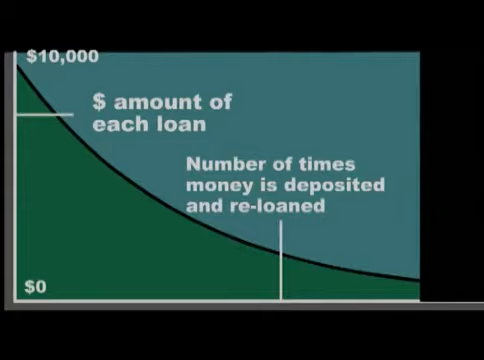 $10,000
$ amount of
each loan
Number of times
money is deposited
and re-loaned
$0